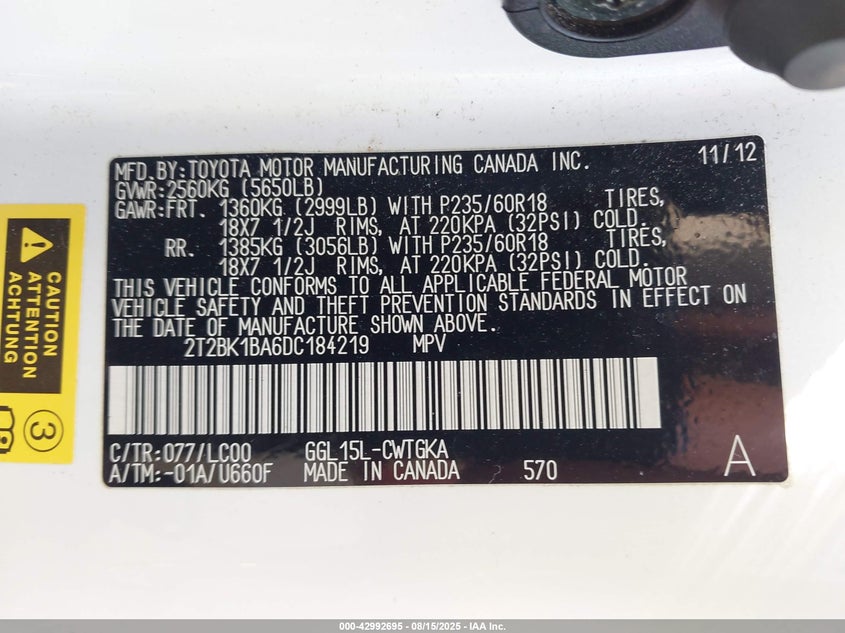 MFD.BY:TOYOTA MOTOR MANUFACTURING CANADA INC. 11/12
GVWR:2560KG (5650LB)
GAWR:FRT. 1360KG (2999LB) WITH P235/60R18 TIRES,
18X7 1/2J RIMS, AT 220KPA (32PSI) COLD.
RR. 1385KG (3056LB) WITH P235/60R18 TIRES,
18X7 1/2J RIMS, AT 220KPA (32PSI) COLD.
THIS VEHICLE CONFORMS TO ALL APPLICABLE FEDERAL MOTOR
VEHICLE SAFETY AND THEFT PREVENTION STANDARDS IN EFFECT ON
THE DATE OF MANUFACTURE SHOWN ABOVE.
2T2BK1BA6DC184219 MPV
C/TR:077/LC00 GGL15L-CWTGKA
A/TM:-01A/U660F MADE IN CANADA 570 A
CAUTION
ATTENTION
ACHTUNG
3
000-42992695 - 08/15/2025 - IAA Inc.